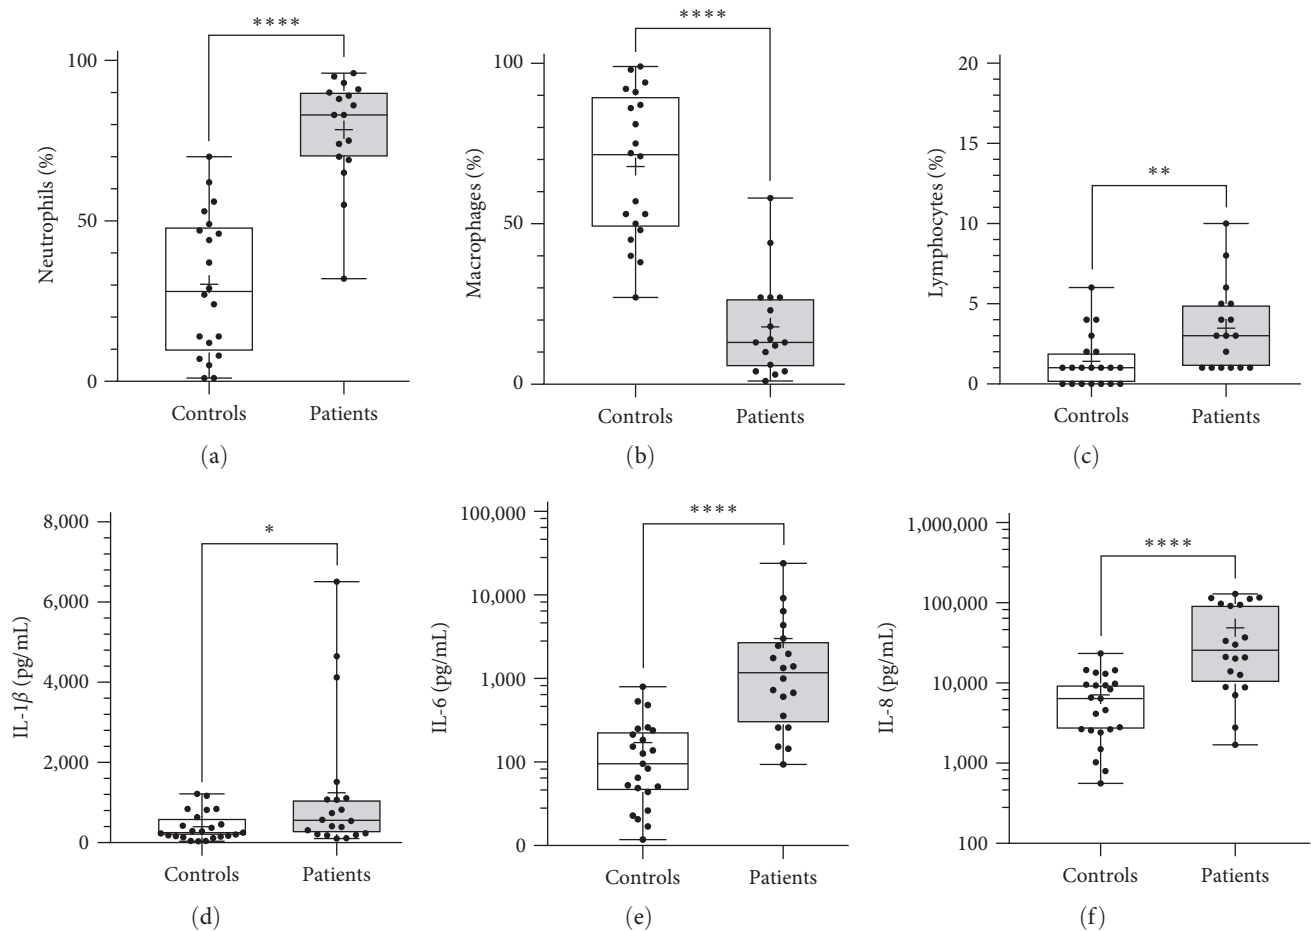 ****
Neutrophils (%)
100
50
0
Controls
Patients
(a)
****
Macrophages (%)
100
50
0
Controls
Patients
(b)
**
Lymphocytes (%)
20
15
10
5
0
Controls
Patients
(c)
*
IL-1β (pg/mL)
8,000
6,000
4,000
2,000
0
Controls
Patients
(d)
****
IL-6 (pg/mL)
100,000
10,000
1,000
100
0
Controls
Patients
(e)
****
IL-8 (pg/mL)
1,000,000
100,000
10,000
1,000
100
Controls
Patients
(f)